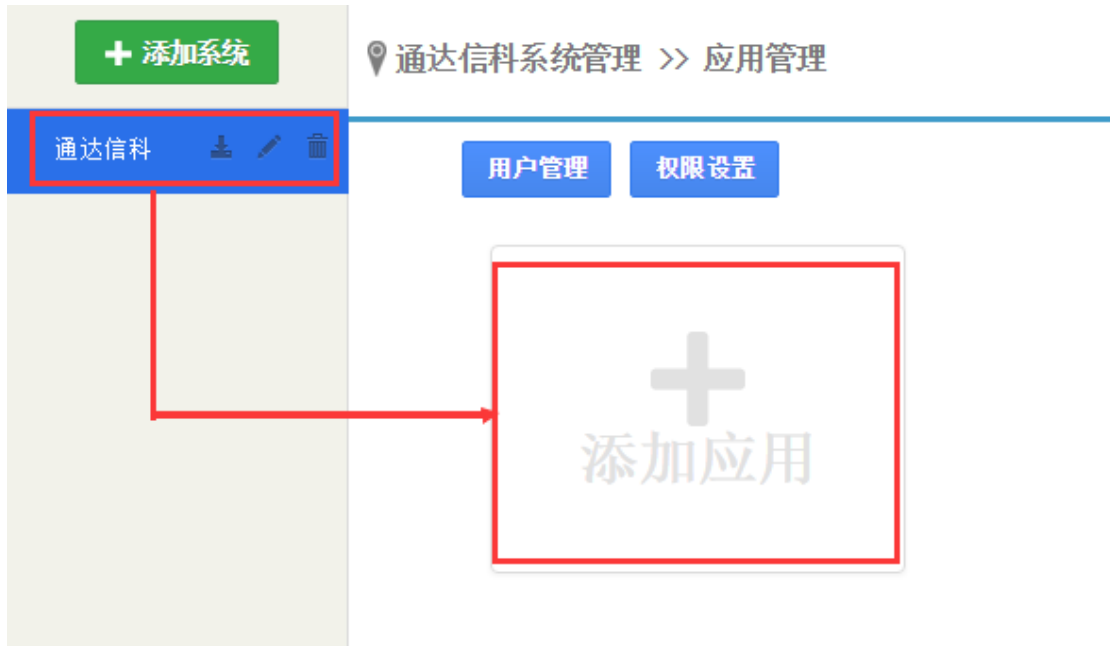 添加系统
通达信科系统管理 >> 应用管理
通达信科
用户管理
权限设置
添加应用